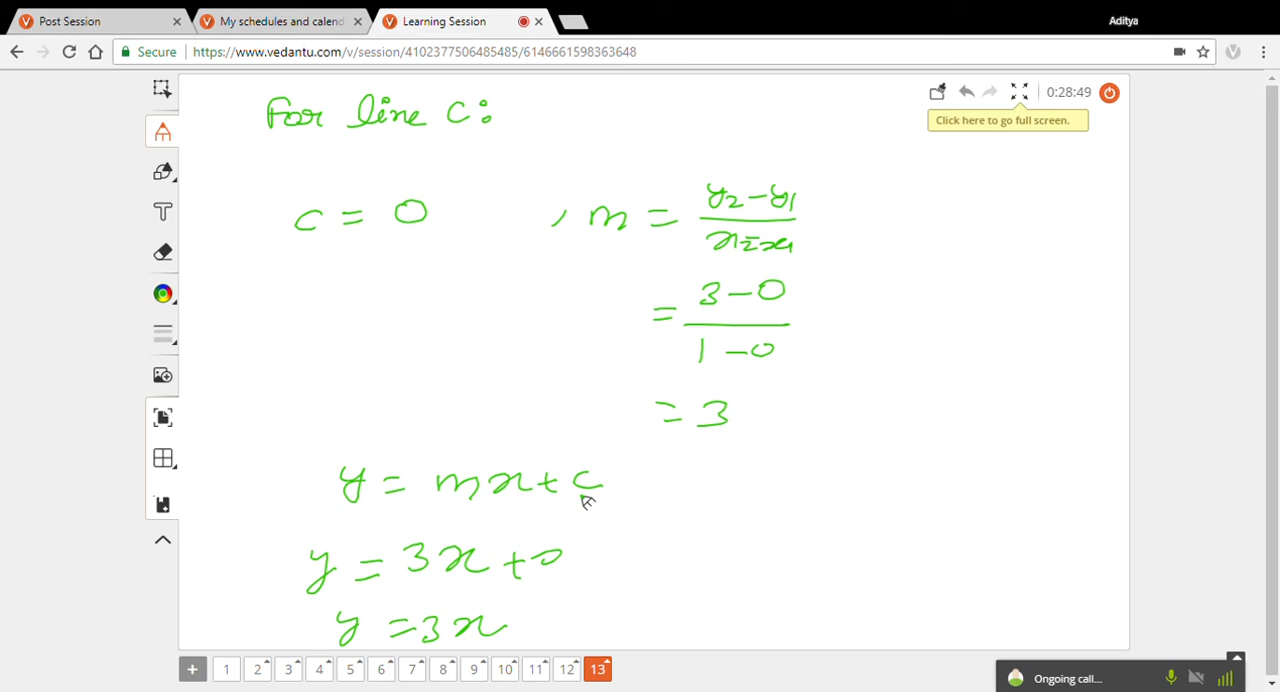 Post Session
My schedules and calend
Learning Session
Aditya
Secure
https://www.vedantu.com/v/session/4102377506485485/6146661598363648
For line C:
0:28:49
Click here to go full screen.
c = 0 , m = y2-y1 / x2-x1
= 3-0 / 1-0
= 3
y = mx+c
y = 3x+0
y = 3x
+ 1 2 3 4 5 6 7 8 9 10 11 12 13
Ongoing call...